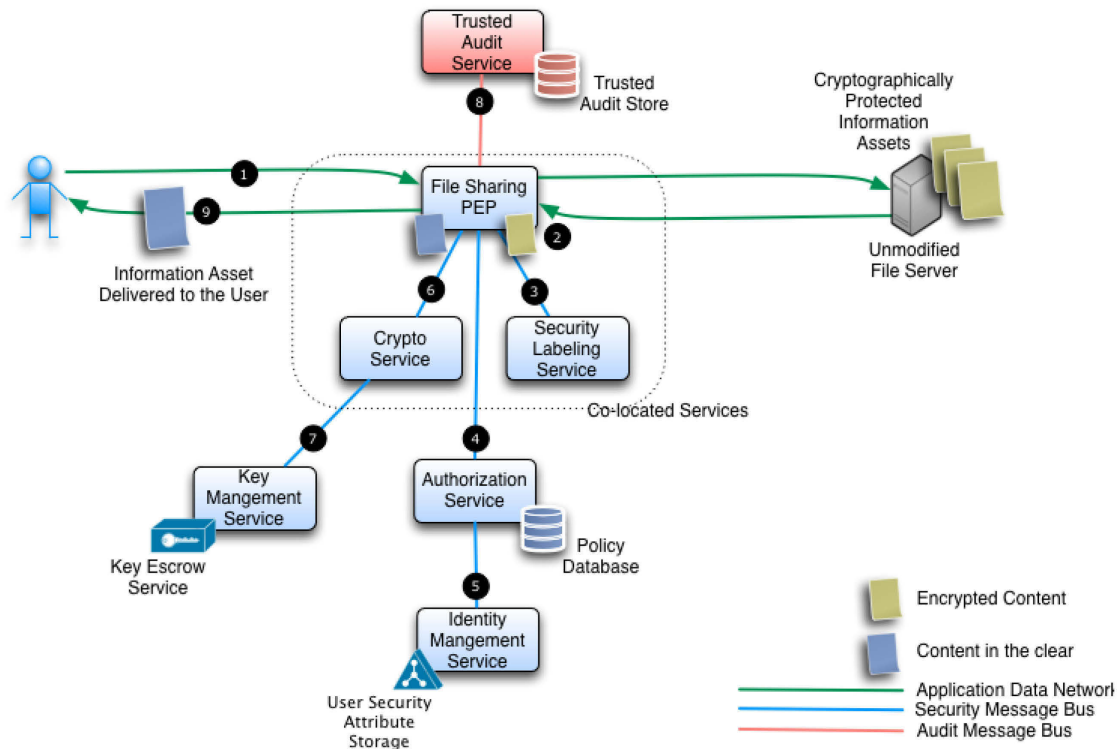 Trusted
Audit
Service
Trusted
Audit Store
8
Cryptographically
Protected
Information
Assets
1
File Sharing
PEP
9
2
Information Asset
Delivered to the User
Unmodified
File Server
6
3
Crypto
Service
Security
Labeling
Service
Co-located Services
7
4
Key
Mangement
Service
Authorization
Service
Key Escrow
Service
Policy
Database
5
Identity
Mangement
Service
User Security
Attribute
Storage
Encrypted Content
Content in the clear
Application Data Network
Security Message Bus
Audit Message Bus